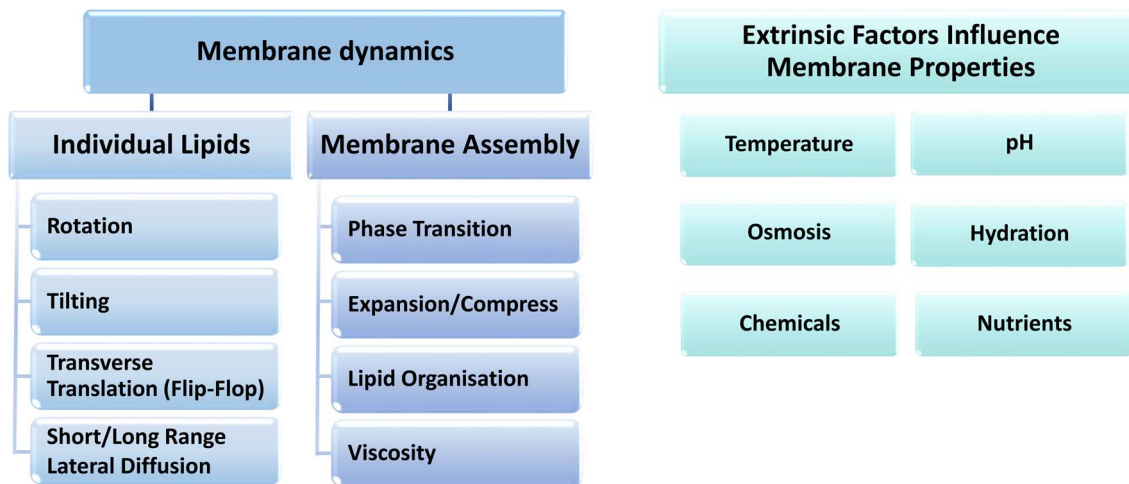 Membrane dynamics
Individual Lipids
Rotation
Tilting
Transverse
Translation (Flip-Flop)
Short/Long Range
Lateral Diffusion
Membrane Assembly
Phase Transition
Expansion/Compress
Lipid Organisation
Viscosity
Extrinsic Factors Influence
Membrane Properties
Temperature
pH
Osmosis
Hydration
Chemicals
Nutrients